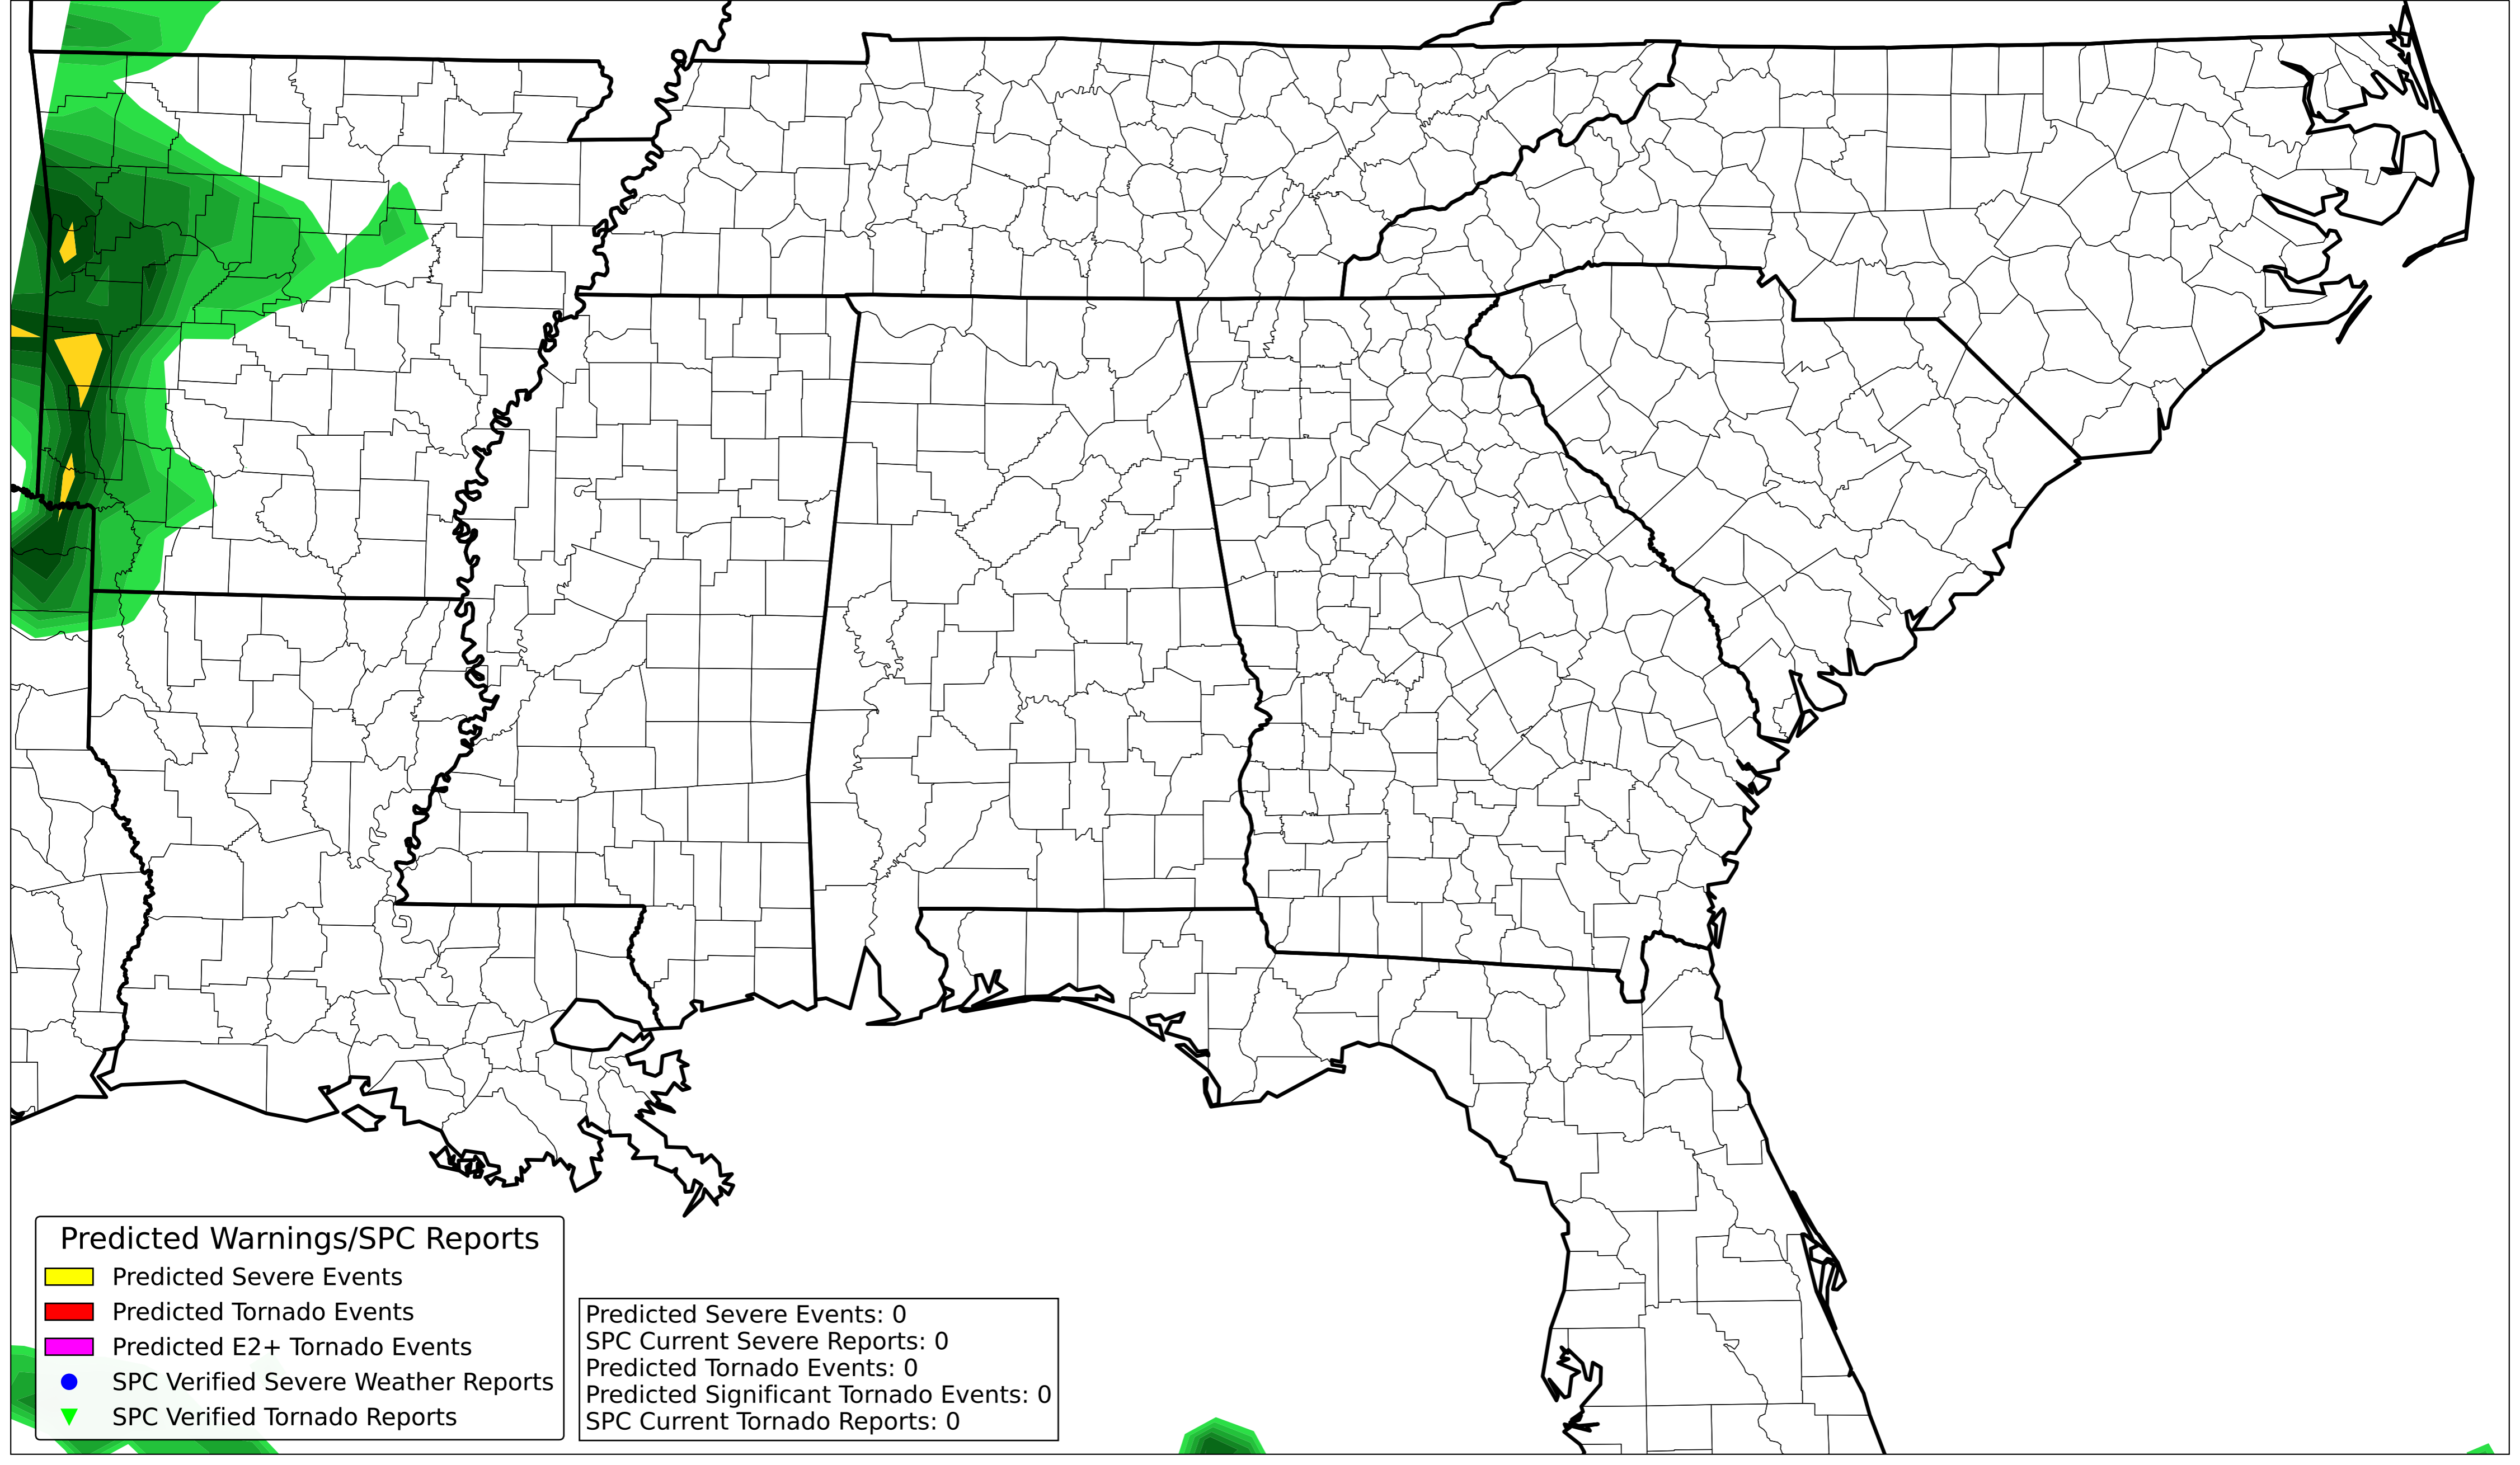 Predicted Warnings/SPC Reports
Predicted Severe Events
Predicted Tornado Events
Predicted E2+ Tornado Events
SPC Verified Severe Weather Reports
SPC Verified Tornado Reports
Predicted Severe Events: 0
SPC Current Severe Reports: 0
Predicted Tornado Events: 0
Predicted Significant Tornado Events: 0
SPC Current Tornado Reports: 0